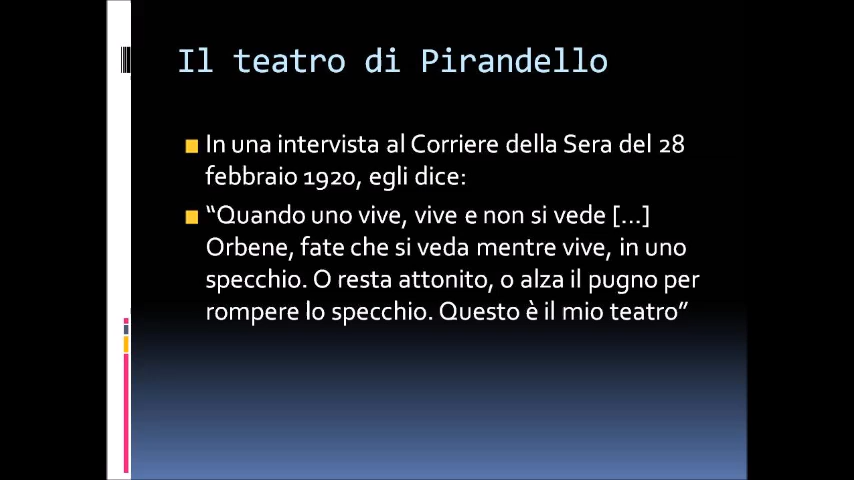 Il teatro di Pirandello
In una intervista al Corriere della Sera del 28
febbraio 1920, egli dice:
“Quando uno vive, vive e non si vede [...]
Orbene, fate che si veda mentre vive, in uno
specchio. O resta attonito, o alza il pugno per
rompere lo specchio. Questo è il mio teatro”